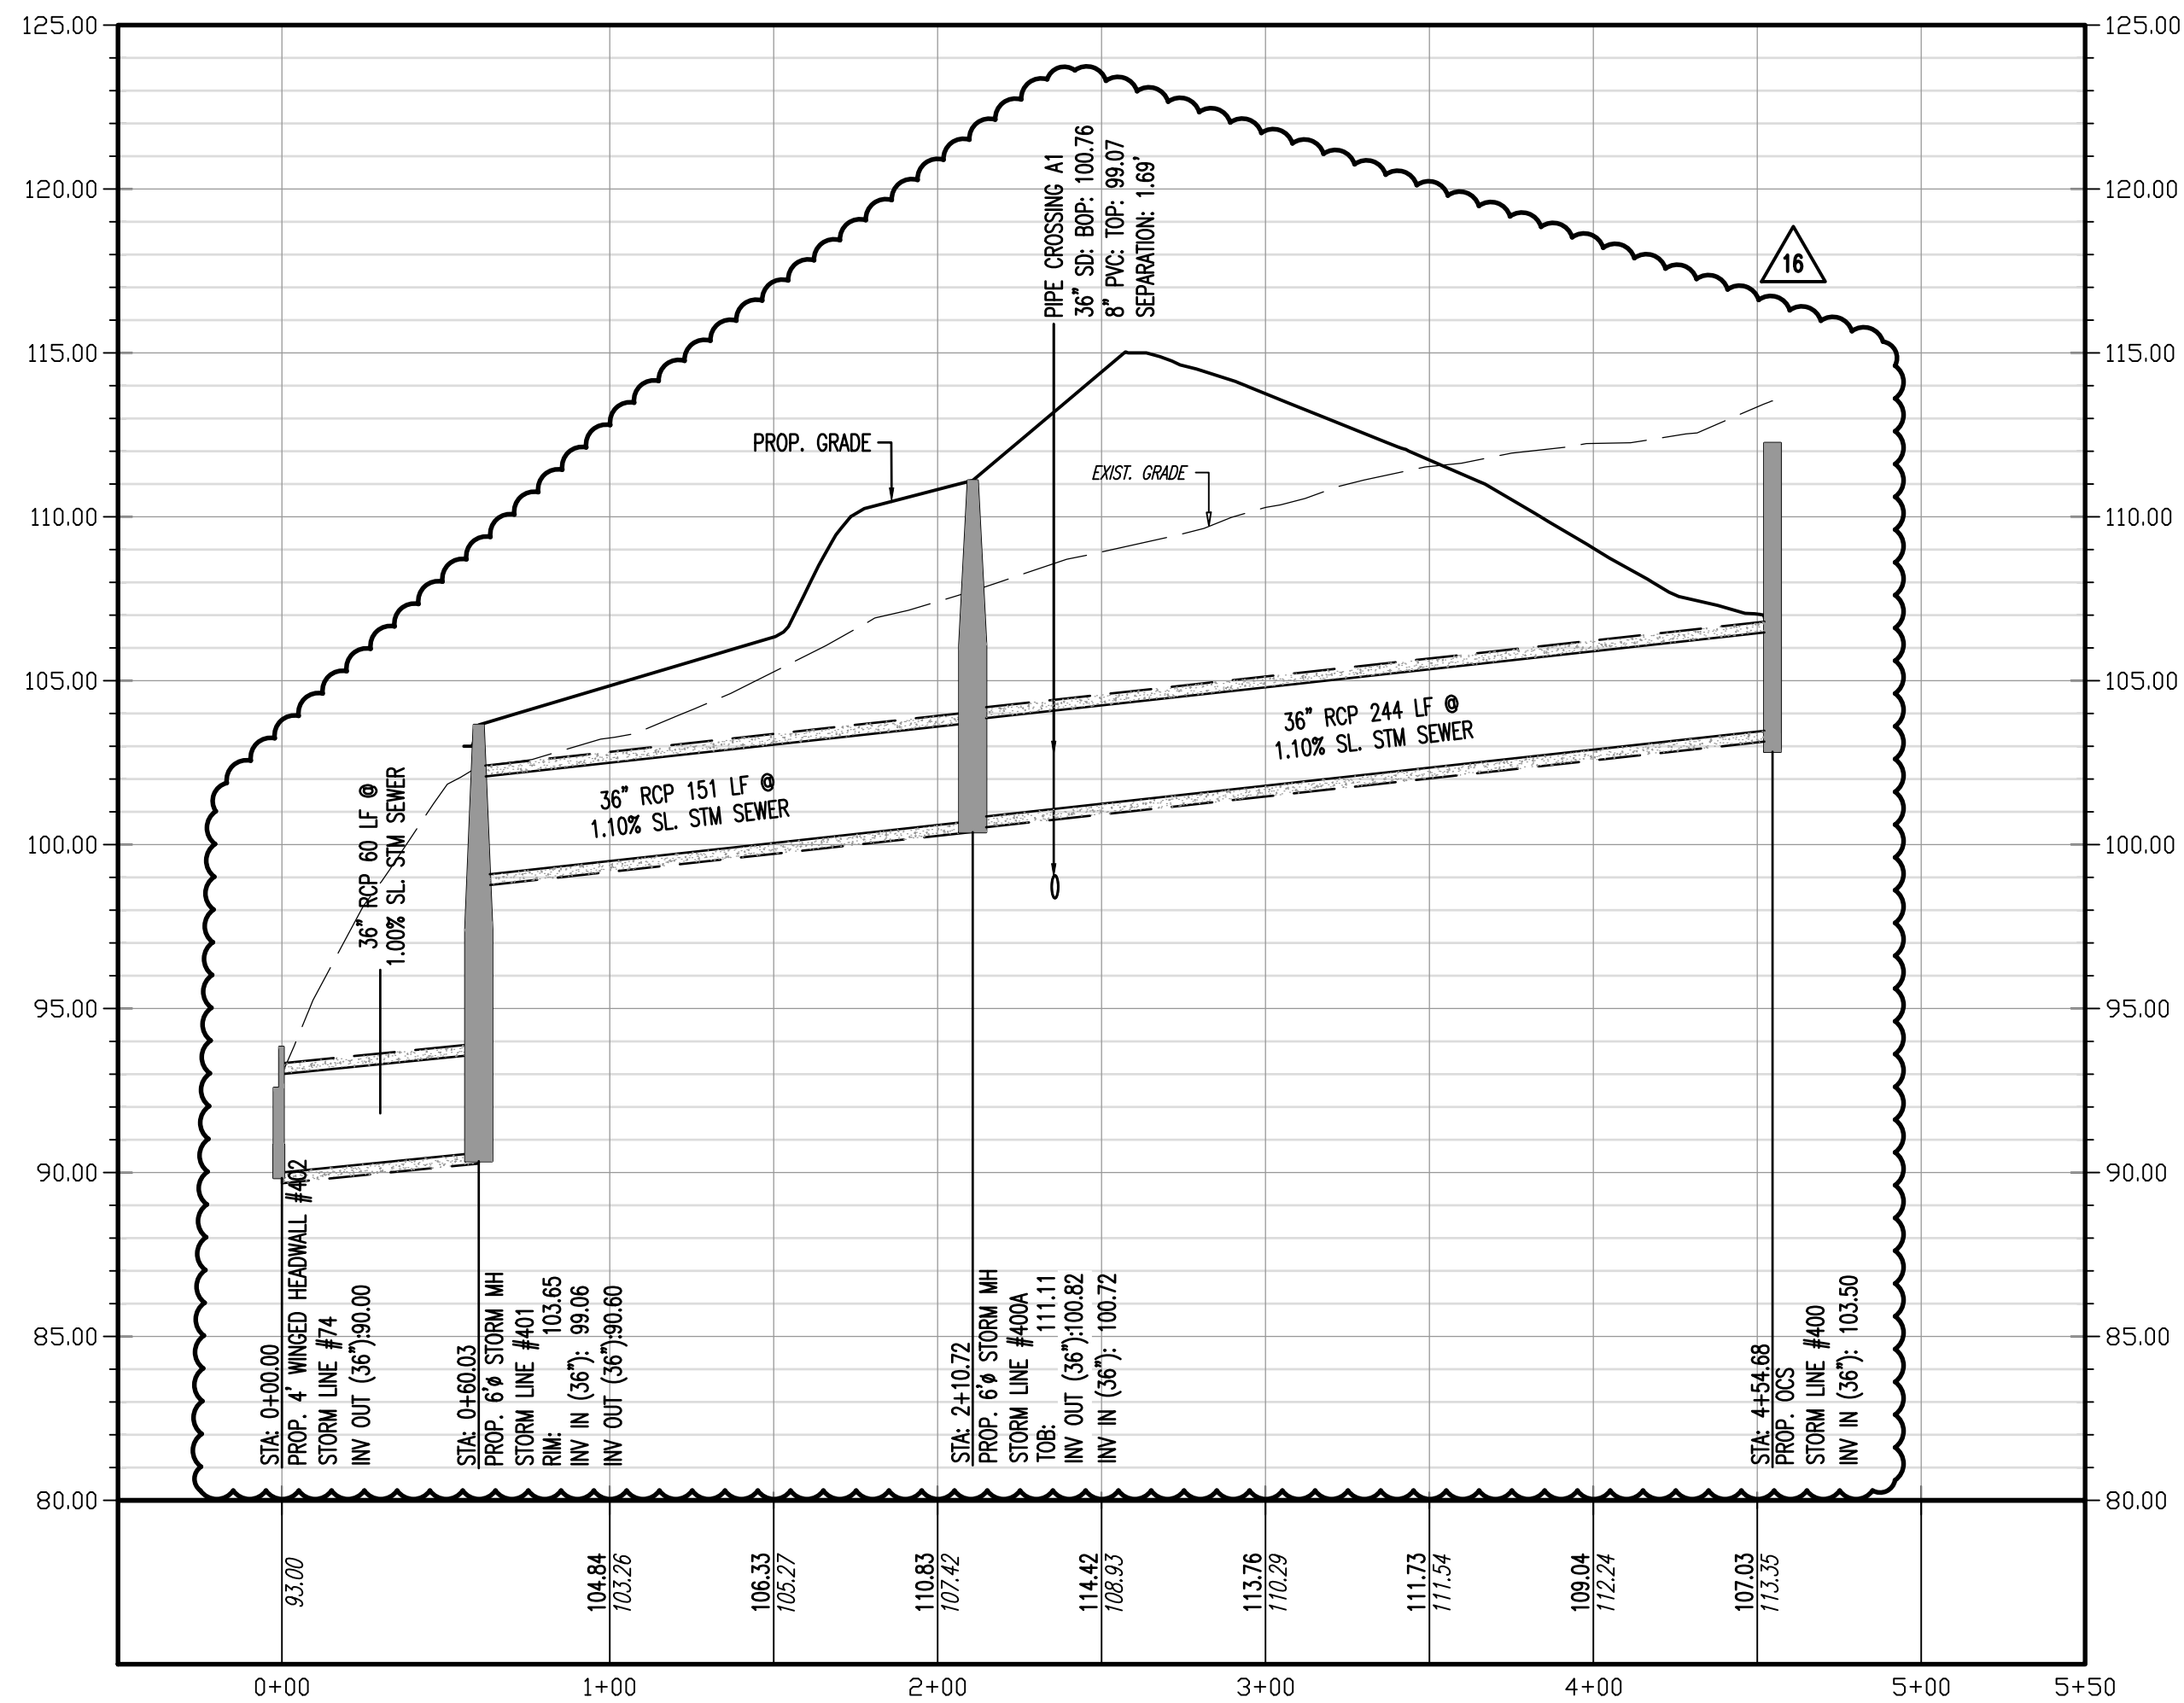 125.00
120.00
115.00
110.00
105.00
100.00
95.00
90.00
85.00
80.00
125.00
120.00
115.00
110.00
105.00
100.00
95.00
90.00
85.00
80.00
PIPE CROSSING A1
36" SD: BOP: 100.76
8" PVC: TOP: 99.07
SEPARATION: 1.69'
16
PROP. GRADE
EXIST. GRADE
36" RCP 60 LF @
1.00% SL. STM SEWER
36" RCP 151 LF @
1.10% SL. STM SEWER
36" RCP 244 LF @
1.10% SL. STM SEWER
STA: 0+00.00
PROP. 4' WINGED HEADWALL #402
STORM LINE #74
INV OUT (36"):90.00
STA: 0+60.03
PROP. 6'ø STORM MH
STORM LINE #401
RIM: 103.65
INV IN (36"): 99.06
INV OUT (36"):90.60
STA: 2+10.72
PROP. 6'ø STORM MH
STORM LINE #400A
TOB: 111.11
INV OUT (36"):100.82
INV IN (36"): 100.72
STA: 4+54.68
PROP. OCS
STORM LINE #400
INV IN (36"): 103.50
93.00
104.84
103.26
106.33
105.27
110.83
107.42
114.42
108.93
113.76
110.29
111.73
111.54
109.04
112.24
107.03
113.35
0+00
1+00
2+00
3+00
4+00
5+00
5+50